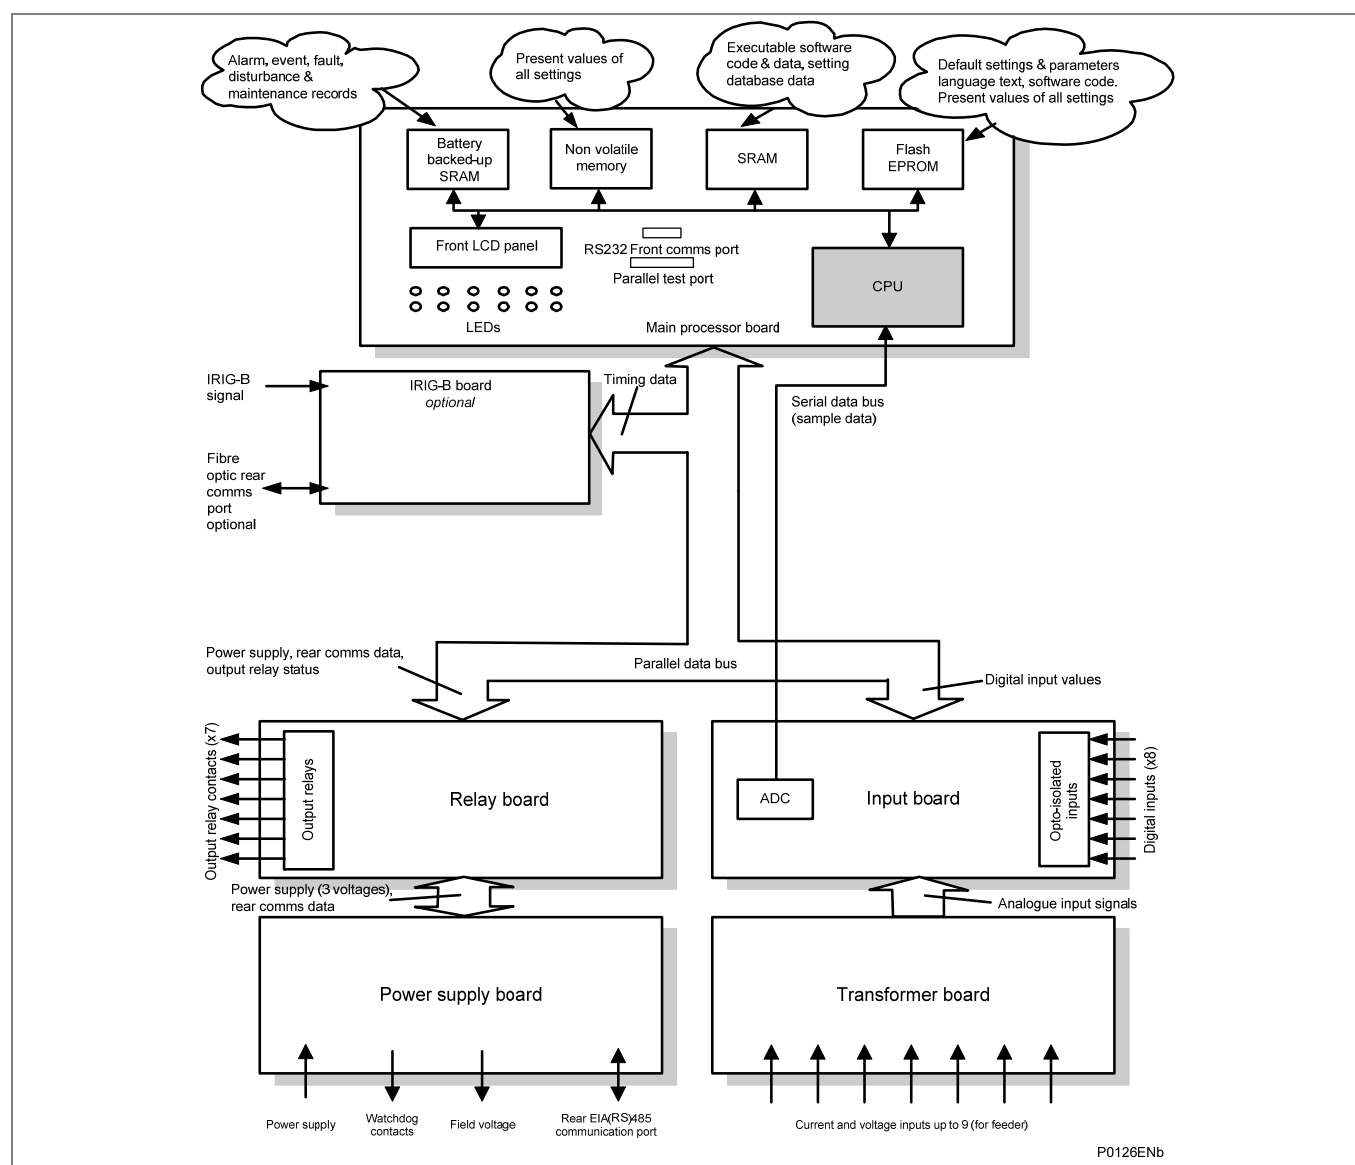 Alarm, event, fault,
disturbance &
maintenance records
Present values of
all settings
Executable software
code & data, setting
database data
Default settings & parameters
language text, software code.
Present values of all settings
Battery
backed-up
SRAM
Non volatile
memory
SRAM
Flash
EPROM
Front LCD panel
RS232 Front comms port
Parallel test port
CPU
LEDs
Main processor board
IRIG-B
signal
IRIG-B board
optional
Timing data
Serial data bus
(sample data)
Fibre
optic rear
comms
port
optional
Power supply, rear comms data,
output relay status
Parallel data bus
Digital input values
Output relay contacts (x7)
Output relays
Relay board
ADC
Input board
Opto-isolated
inputs
Digital inputs (x8)
Power supply (3 voltages),
rear comms data
Analogue input signals
Power supply board
Transformer board
Power supply
Watchdog
contacts
Field voltage
Rear EIA(RS)485
communication port
Current and voltage inputs up to 9 (for feeder)
P0126ENb